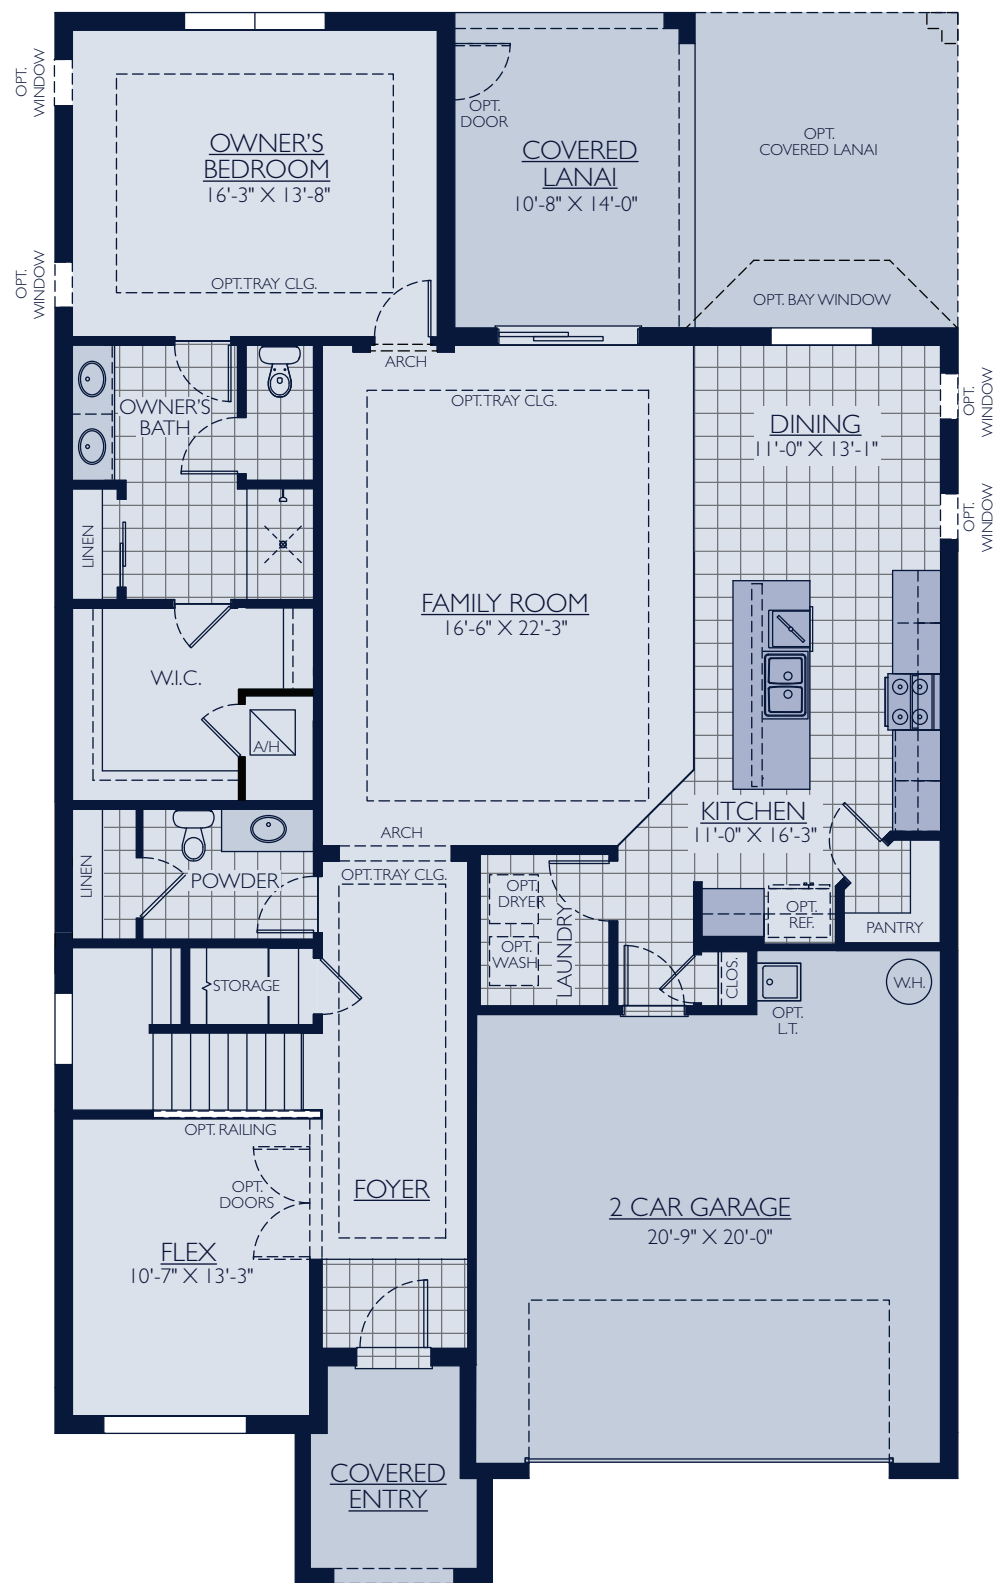 OPT.
WINDOW
OWNER'S
BEDROOM
16'-3" X 13'-8"
OPT. TRAY CLG.
OPT.
WINDOW
OPT.
DOOR
COVERED
LANAI
10'-8" X 14'-0"
OPT.
COVERED LANAI
OPT. BAY WINDOW
ARCH
OWNER'S
BATH
LINEN
OPT. TRAY CLG.
FAMILY ROOM
16'-6" X 22'-3"
DINING
11'-0" X 13'-1"
OPT.
WINDOW
OPT.
WINDOW
W.I.C.
A/H
KITCHEN
11'-0" X 16'-3"
LINEN
POWDER
ARCH
OPT. TRAY CLG.
OPT.
DRYER
OPT.
WASH
LAUNDRY
OPT.
REF.
PANTRY
STORAGE
CLOS.
OPT.
L.T.
W.H.
OPT. RAILING
OPT.
DOORS
FOYER
FLEX
10'-7" X 13'-3"
2 CAR GARAGE
20'-9" X 20'-0"
COVERED
ENTRY